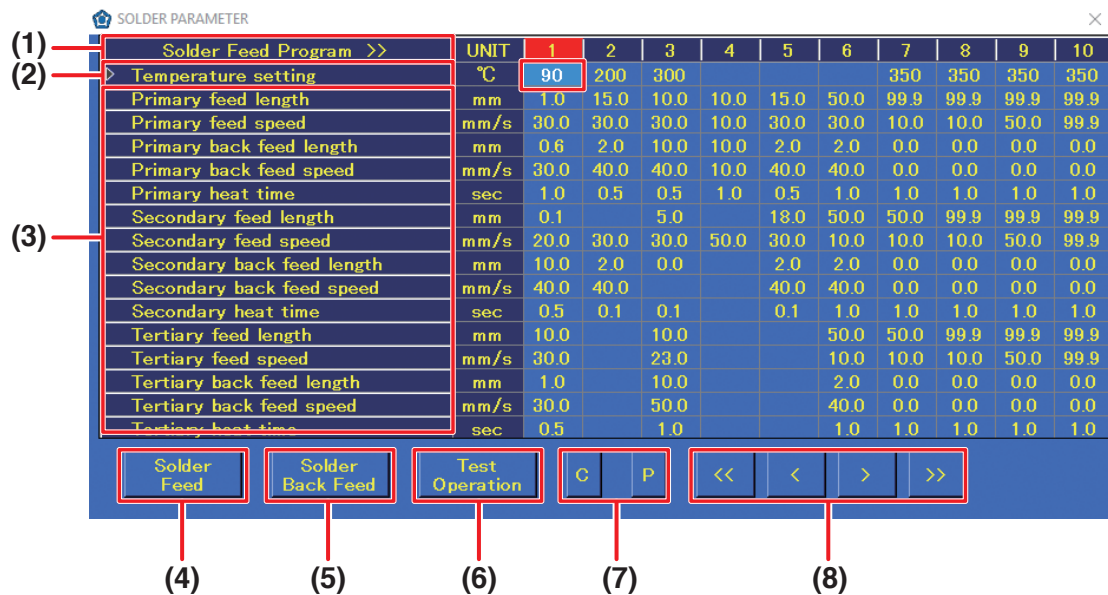 SOLDER PARAMETER
(1) Solder Feed Program >> UNIT 1 2 3 4 5 6 7 8 9 10
(2) Temperature setting ℃ 90 200 300 350 350 350 350
Primary feed length mm 1.0 15.0 10.0 10.0 15.0 50.0 99.9 99.9 99.9 99.9
Primary feed speed mm/s 30.0 30.0 30.0 10.0 30.0 30.0 10.0 10.0 50.0 99.9
Primary back feed length mm 0.6 2.0 10.0 10.0 2.0 2.0 0.0 0.0 0.0 0.0
Primary back feed speed mm/s 30.0 40.0 40.0 10.0 40.0 40.0 0.0 0.0 0.0 0.0
Primary heat time sec 1.0 0.5 0.5 1.0 0.5 1.0 1.0 1.0 1.0 1.0
Secondary feed length mm 0.1 5.0 18.0 50.0 50.0 99.9 99.9 99.9
(3) Secondary feed speed mm/s 20.0 30.0 30.0 50.0 30.0 10.0 10.0 10.0 50.0 99.9
Secondary back feed length mm 10.0 2.0 0.0 2.0 2.0 0.0 0.0 0.0 0.0
Secondary back feed speed mm/s 40.0 40.0 40.0 40.0 0.0 0.0 0.0 0.0
Secondary heat time sec 0.5 0.1 0.1 0.1 1.0 1.0 1.0 1.0 1.0
Tertiary feed length mm 10.0 10.0 50.0 50.0 99.9 99.9 99.9
Tertiary feed speed mm/s 30.0 23.0 10.0 10.0 10.0 50.0 99.9
Tertiary back feed length mm 1.0 10.0 2.0 0.0 0.0 0.0 0.0
Tertiary back feed speed mm/s 30.0 50.0 40.0 0.0 0.0 0.0 0.0
Tertiary heat time sec 0.5 1.0 1.0 1.0 1.0 1.0 1.0
Solder Feed
Solder Back Feed
Test Operation
C P << < > >>
(4) (5) (6) (7) (8)